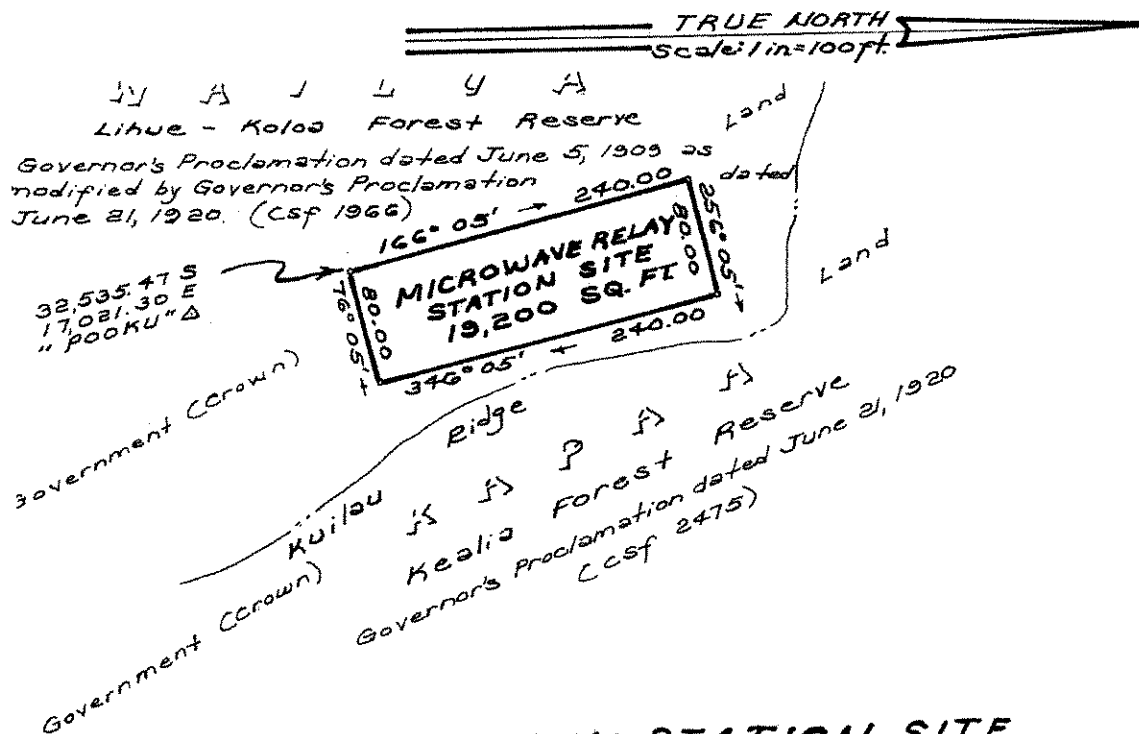 TRUE NORTH
Scale: 1 in=100ft.
W A I L U A
Lihue - Koloa Forest Reserve
Land
Governor's Proclamation dated June 5, 1909 as
modified by Governor's Proclamation dated
June 21, 1920. (CSF 1966)
166° 05' → 240.00
256° 05' →
80.00
MICROWAVE RELAY
STATION SITE
19,200 SQ. FT.
32,535.47 S
17,021.30 E
"POOKU" Δ
76° 05' →
80.00
346° 05' ← 240.00
Land
Government (Crown)
Kuilau Ridge
K A P A A
Kealia Forest Reserve
Governor's Proclamation dated June 21, 1920
(CSF 2475)
Government (Crown)
STATION SITE